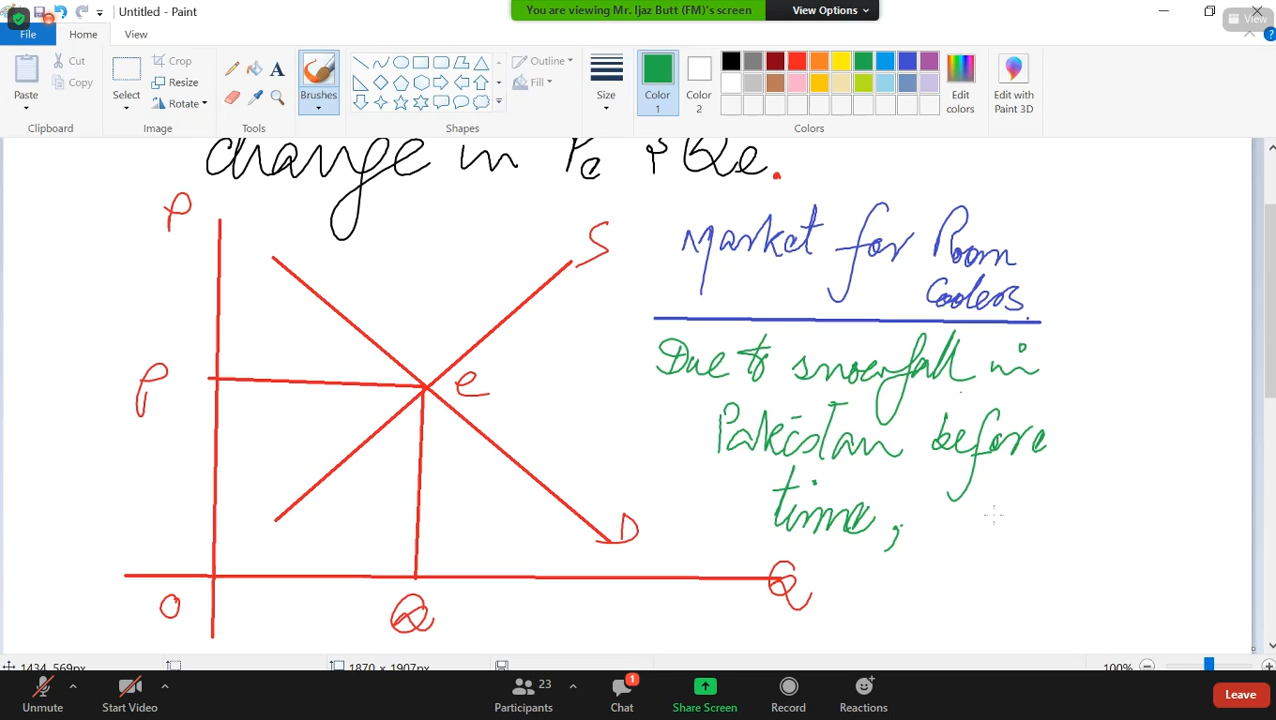 Untitled - Paint
You are viewing Mr. Ijaz Butt (FM)'s screen
View Options
View
File
Home
View
Paste
Cut
Copy
Clipboard
Select
Crop
Resize
Rotate
Image
Tools
Brushes
Shapes
Outline
Fill
Size
Color 1
Color 2
Colors
Edit colors
Edit with Paint 3D
change in Pe & Qe.
P
S
Market for Room
Coolers.
Due to snowfall in
P
e
Pakistan before
time,
D
O
Q
Q
1434, 569px
1870 × 1907px
100%
Unmute
Start Video
23
Participants
1
Chat
Share Screen
Record
Reactions
Leave